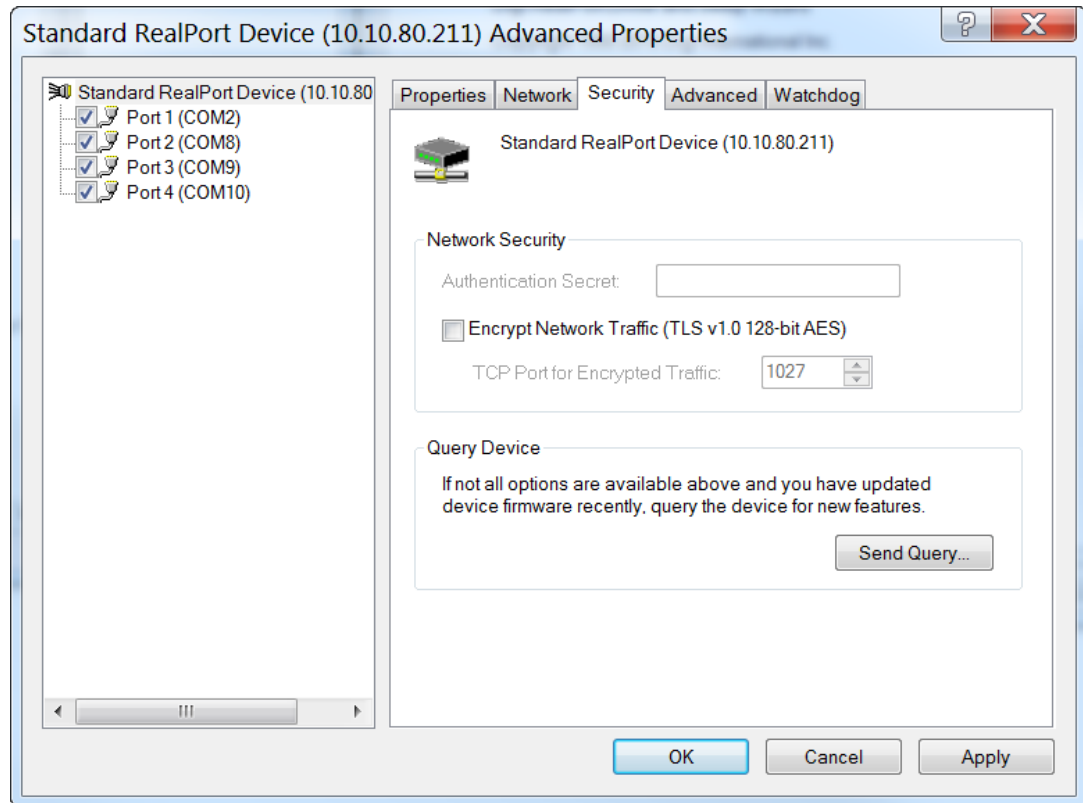 Standard RealPort Device (10.10.80.211) Advanced Properties
Standard RealPort Device (10.10.80
Port 1 (COM2)
Port 2 (COM8)
Port 3 (COM9)
Port 4 (COM10)
Properties Network Security Advanced Watchdog
Standard RealPort Device (10.10.80.211)
Network Security
Authentication Secret:
Encrypt Network Traffic (TLS v1.0 128-bit AES)
TCP Port for Encrypted Traffic: 1027
Query Device
If not all options are available above and you have updated
device firmware recently, query the device for new features.
Send Query...
OK Cancel Apply